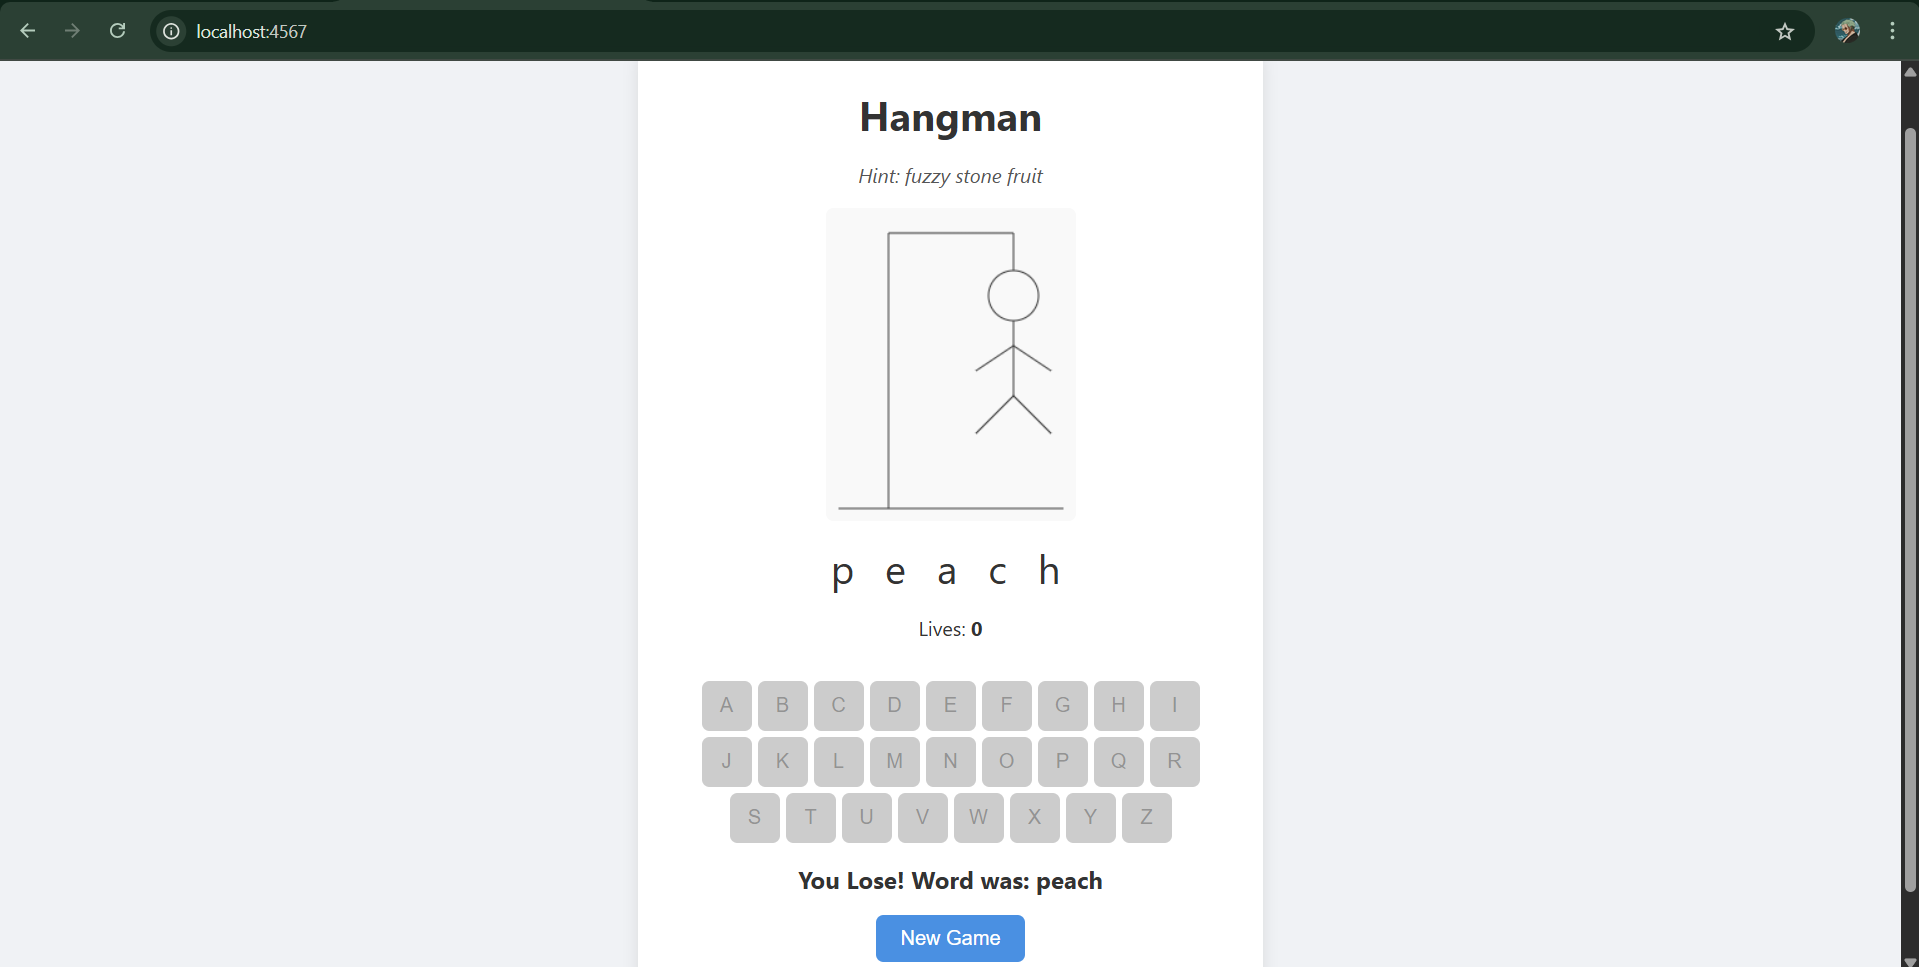 localhost:4567
Hangman
Hint: fuzzy stone fruit
p e a c h
Lives: 0
A B C D E F G H I
J K L M N O P Q R
S T U V W X Y Z
You Lose! Word was: peach
New Game